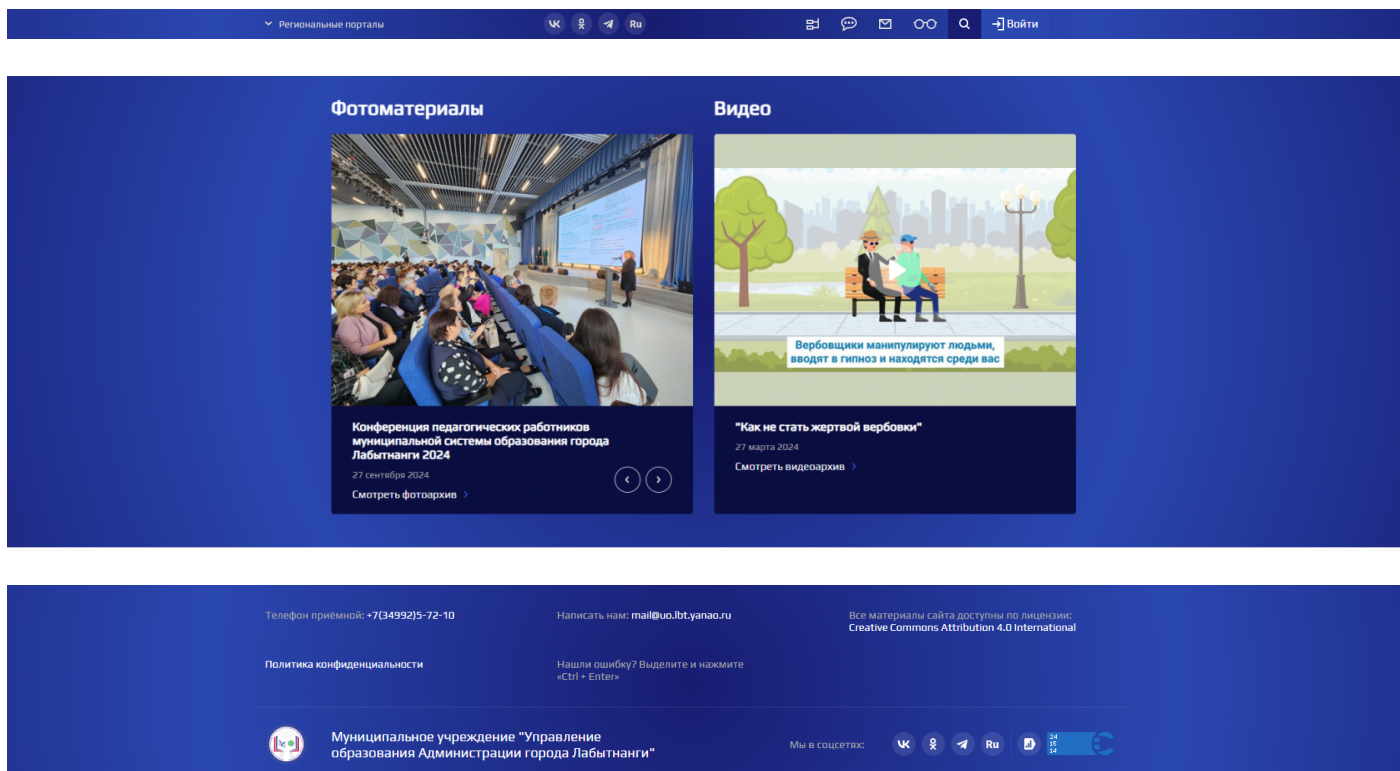 Региональные порталы
Ru
Войти
Фотоматериалы
Видео
Вербовщики манипулируют людьми,
вводят в гипноз и находятся среди вас
Конференция педагогических работников
муниципальной системы образования города
Лабытнанги 2024
27 сентября 2024
Смотреть фотоархив
"Как не стать жертвой вербовки"
27 марта 2024
Смотреть видеоархив
Телефон приёмной: +7(34992)5-72-10
Написать нам: mail@uo.lbt.yanao.ru
Все материалы сайта доступны по лицензии:
Creative Commons Attribution 4.0 International
Политика конфиденциальности
Нашли ошибку? Выделите и нажмите
«Ctrl + Enter»
Муниципальное учреждение "Управление
образования Администрации города Лабытнанги"
Мы в соцсетях:
Ru
24
15
14